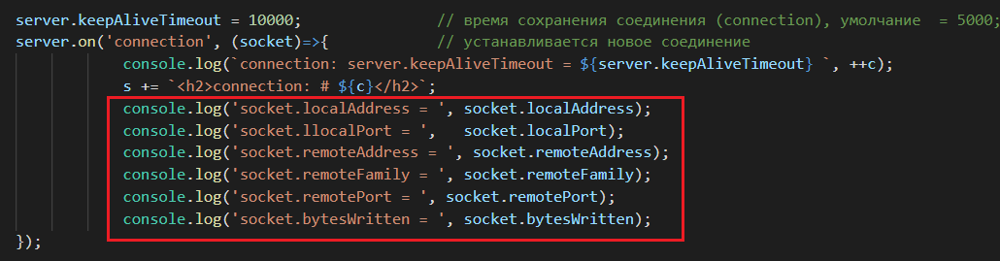 server.keepAliveTimeout = 10000; // время сохранения соединения (connection), умолчание = 5000;
server.on('connection', (socket)=>{ // устанавливается новое соединение
console.log(`connection: server.keepAliveTimeout = ${server.keepAliveTimeout} `, ++c);
s += `<h2>connection: # ${c}</h2>`;
console.log('socket.localAddress = ', socket.localAddress);
console.log('socket.llocalPort = ', socket.localPort);
console.log('socket.remoteAddress = ', socket.remoteAddress);
console.log('socket.remoteFamily = ', socket.remoteFamily);
console.log('socket.remotePort = ', socket.remotePort);
console.log('socket.bytesWritten = ', socket.bytesWritten);
});